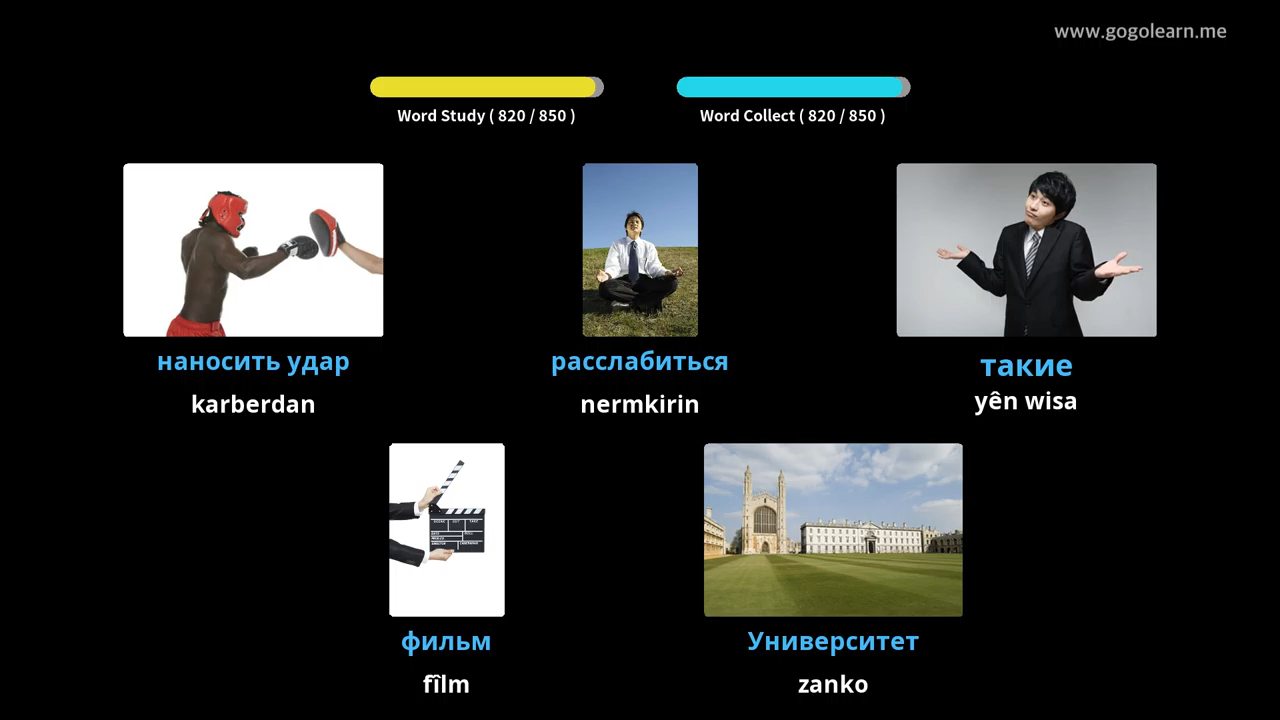 www.gogolearn.me
Word Study ( 820 / 850 )
Word Collect ( 820 / 850 )
наносить удар
karberdan
расслабиться
nermkirin
такие
yên wisa
фильм
fîlm
Университет
zanko